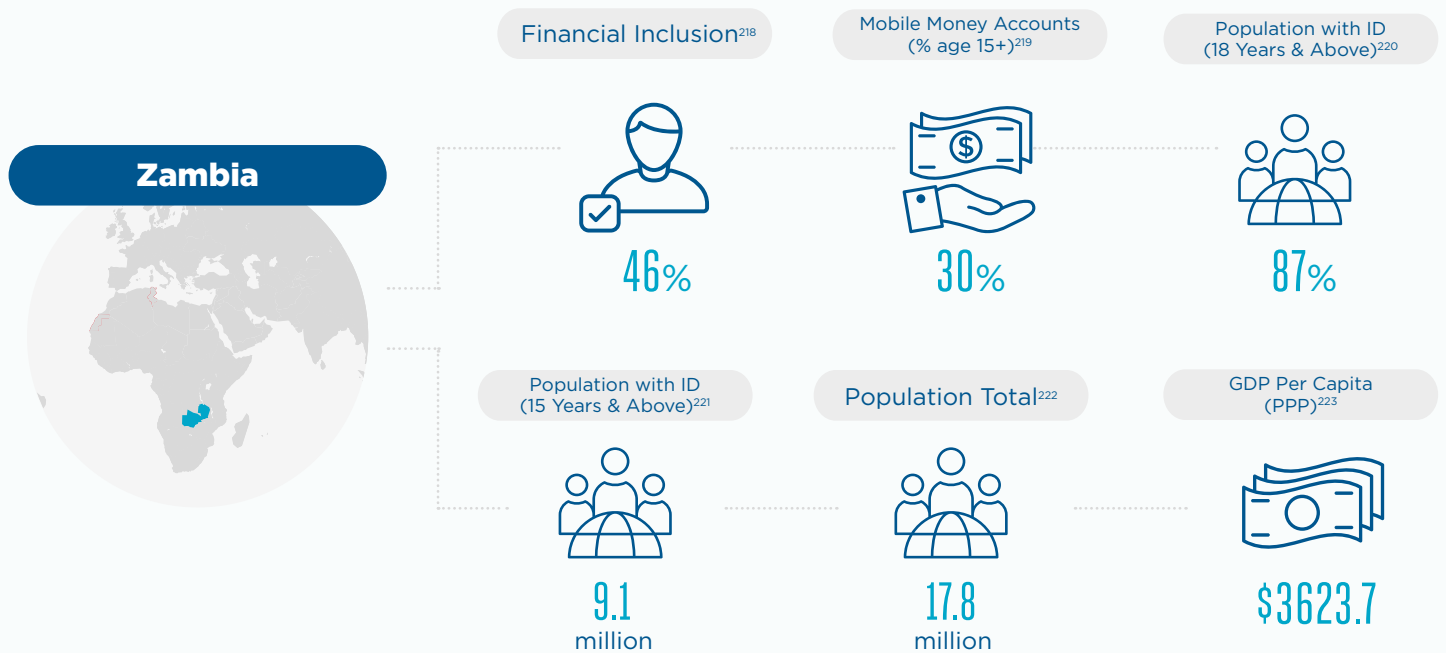 Zambia
Financial Inclusion218
Mobile Money Accounts
(% age 15+)219
Population with ID
(18 Years & Above)220
$
46%
30%
87%
Population with ID
(15 Years & Above)221
Population Total222
GDP Per Capita
(PPP)223
9.1
million
17.8
million
$3623.7